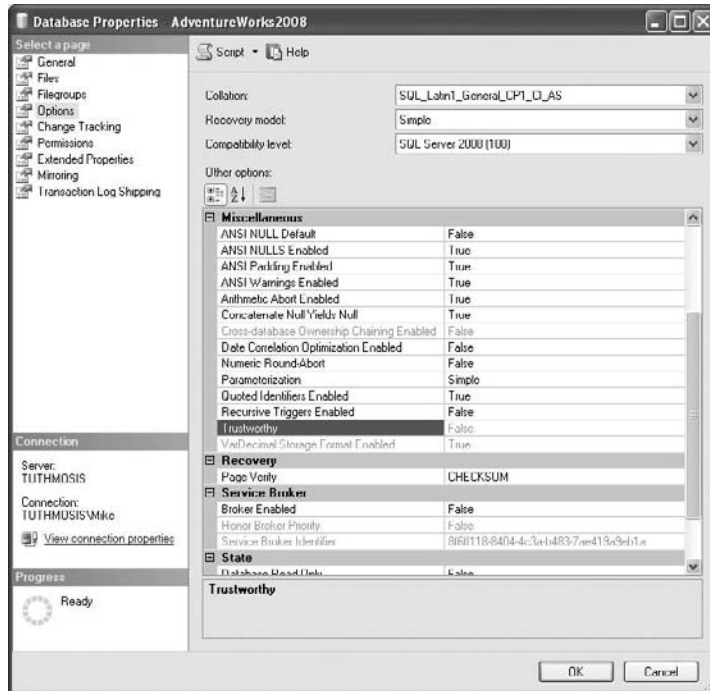 Database Properties - AdventureWorks2008
Select a page
General
Files
Filegroups
Options
Change Tracking
Permissions
Extended Properties
Mirroring
Transaction Log Shipping
Script Help
Collation: SQL_Latin1_General_CP1_CI_AS
Recovery model: Simple
Compatibility level: SQL Server 2008 (100)
Other options:
Miscellaneous
ANSI NULL Default False
ANSI NULLS Enabled True
ANSI Padding Enabled True
ANSI Warnings Enabled True
Arithmetic Abort Enabled True
Concatenate Null Yields Null True
Cross-database Ownership Chaining Enabled False
Date Correlation Optimization Enabled False
Numeric Round-Abort False
Parameterization Simple
Quoted Identifiers Enabled True
Recursive Triggers Enabled False
Trustworthy False
VarDecimal Storage Format Enabled True
Recovery
Page Verify CHECKSUM
Service Broker
Broker Enabled False
Honor Broker Priority False
Service Broker Identifier
State
Database Read-Only False
Trustworthy
Connection
Server:
TUTHMOSIS
Connection:
TUTHMOSIS\Mike
View connection properties
Progress
Ready
OK Cancel